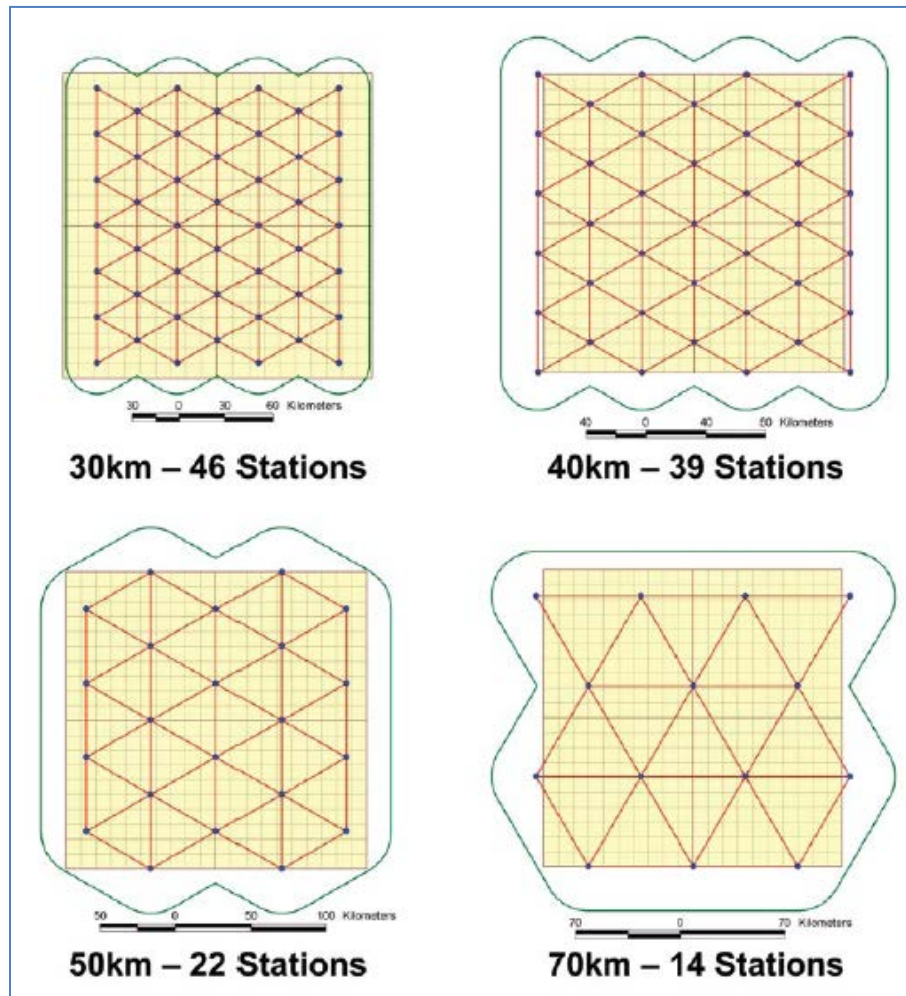 30 0 30 60 Kilometers
30km – 46 Stations
40 0 40 80 Kilometers
40km – 39 Stations
50 0 50 100 Kilometers
50km – 22 Stations
70 0 70 Kilometers
70km – 14 Stations